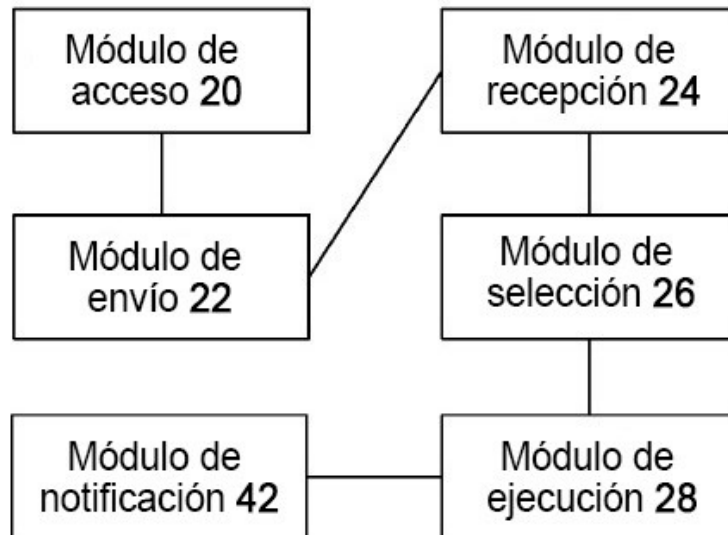 Módulo de
acceso 20
Módulo de
envío 22
Módulo de
recepción 24
Módulo de
selección 26
Módulo de
ejecución 28
Módulo de
notificación 42